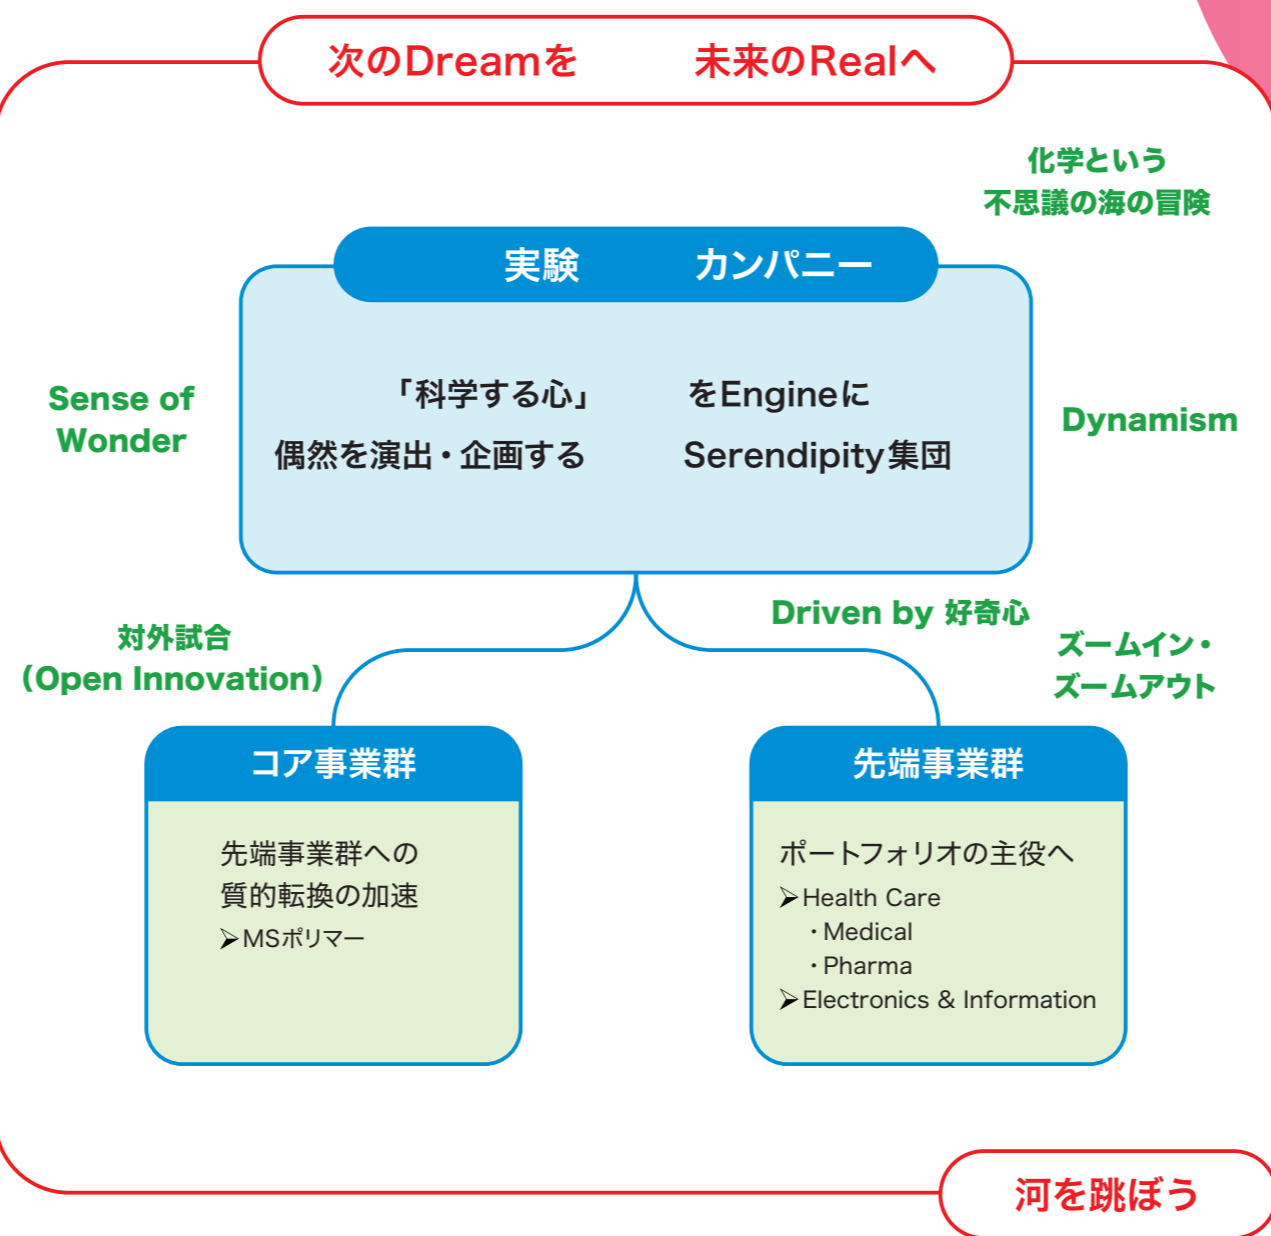 次のDreamを 未来のRealへ
化学という
不思議の海の冒険
実験 カンパニー
Sense of
Wonder
「科学する心」 をEngineに
偶然を演出・企画する Serendipity集団
Dynamism
対外試合
(Open Innovation)
Driven by 好奇心
ズームイン・
ズームアウト
コア事業群
先端事業群への
質的転換の加速
➢MSポリマー
先端事業群
ポートフォリオの主役へ
➢Health Care
・Medical
・Pharma
➢Electronics & Information
河を跳ぼう